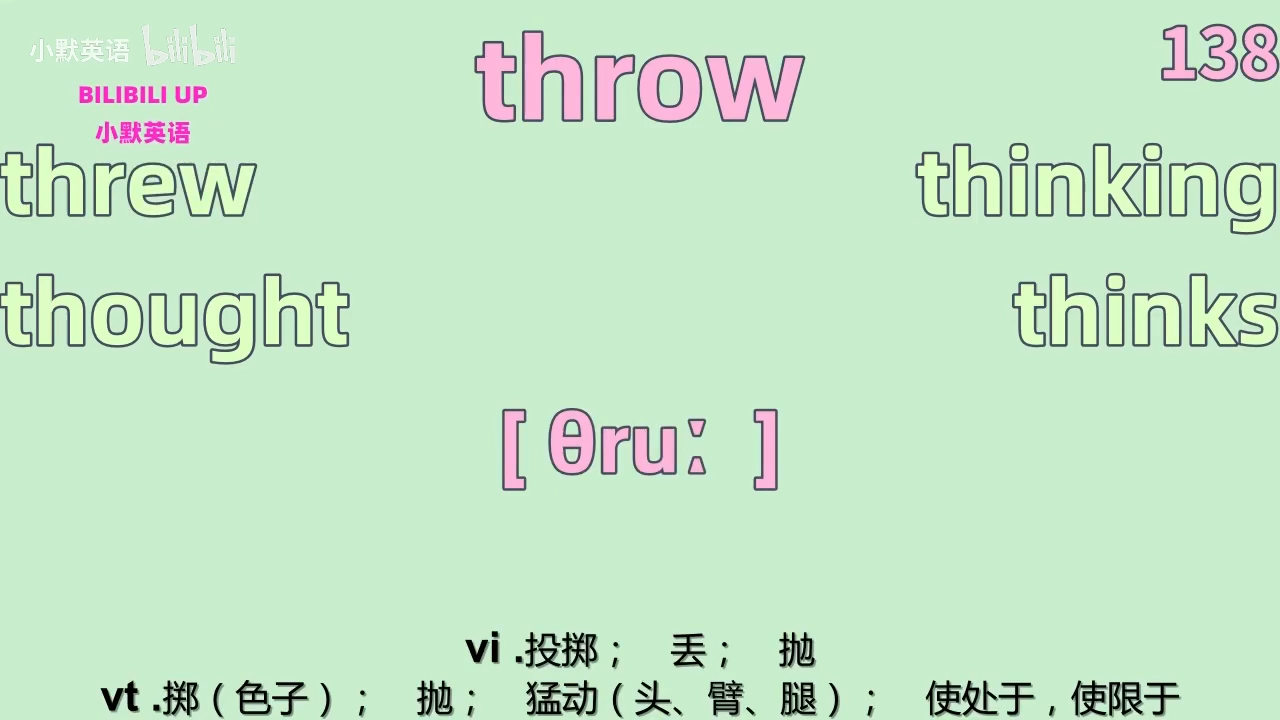 小默英语 bilibili
throw
138
BILIBILI UP
小默英语
threw
thinking
thought
thinks
[ θruː ]
vi .投掷； 丢； 抛
vt .掷（色子）； 抛； 猛动（头、臂、腿）； 使处于，使限于